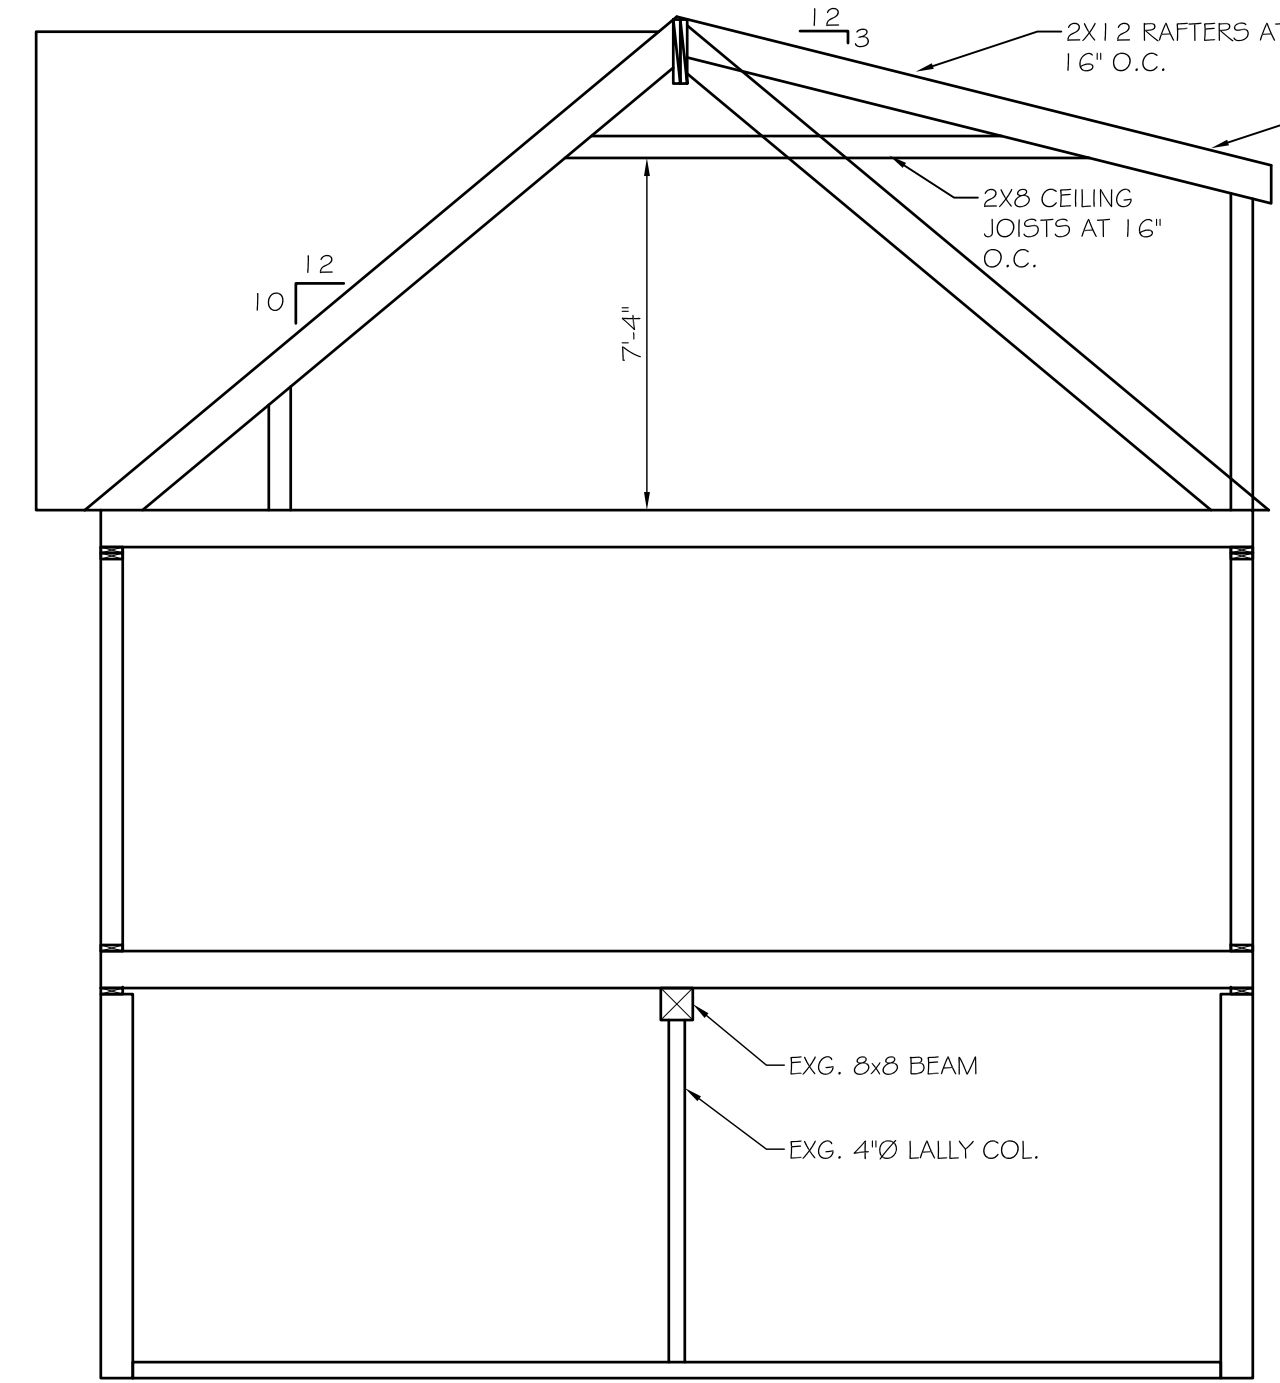 12
3
2X12 RAFTERS AT
16" O.C.
2X8 CEILING
JOISTS AT 16"
O.C.
12
10
7'-4"
EXG. 8x8 BEAM
EXG. 4"Ø LALLY COL.